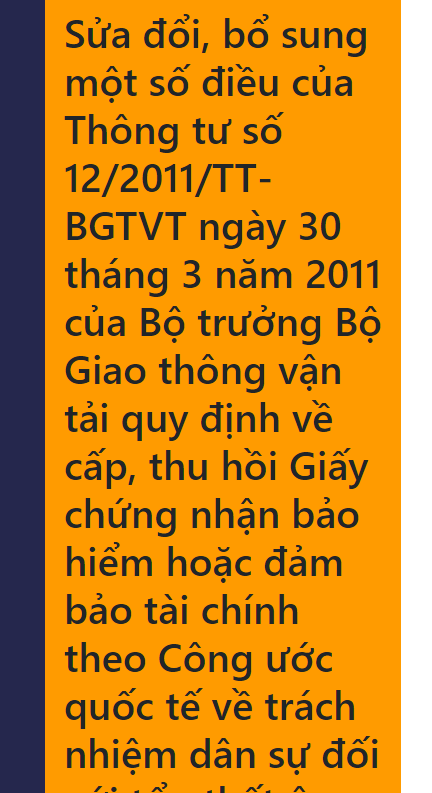 Sửa đổi, bổ sung
một số điều của
Thông tư số
12/2011/TT-
BGTVT ngày 30
tháng 3 năm 2011
của Bộ trưởng Bộ
Giao thông vận
tải quy định về
cấp, thu hồi Giấy
chứng nhận bảo
hiểm hoặc đảm
bảo tài chính
theo Công ước
quốc tế về trách
nhiệm dân sự đối